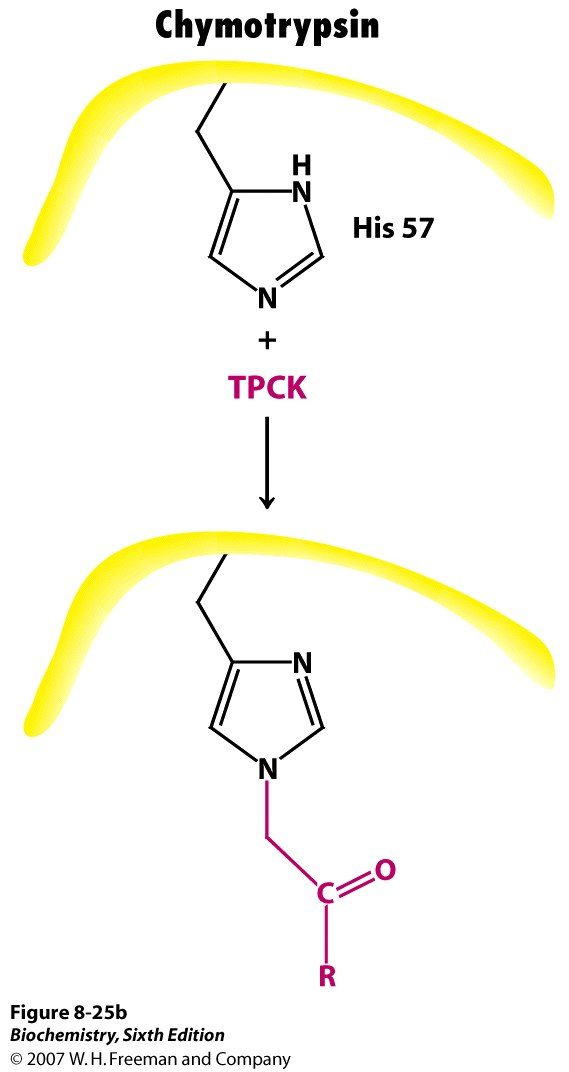 Chymotrypsin
H
N
His 57
N
+
TPCK
N
N
O
C
R
Figure 8-25b
Biochemistry, Sixth Edition
© 2007 W. H. Freeman and Company